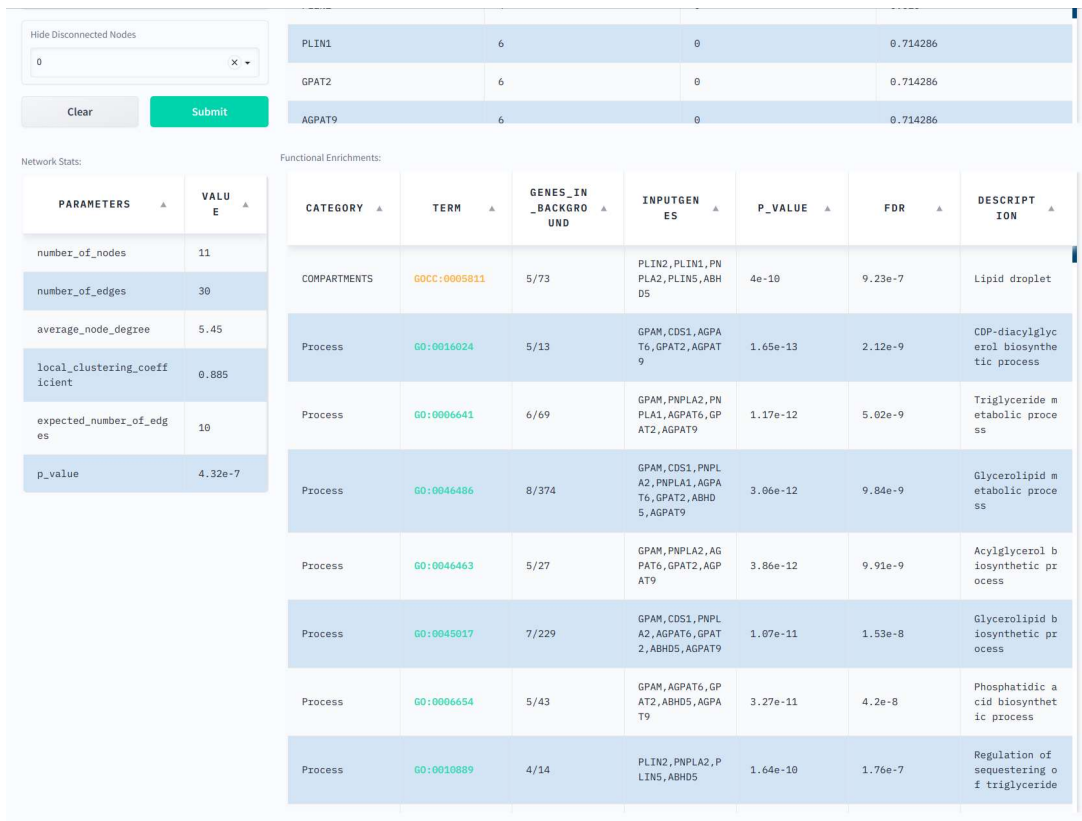 Hide Disconnected Nodes
0
Clear
Submit
PLIN1 6 0 0.714286
GPAT2 6 0 0.714286
AGPAT9 6 0 0.714286
Network Stats:
PARAMETERS VALU
E
number_of_nodes 11
number_of_edges 30
average_node_degree 5.45
local_clustering_coeff
icient 0.885
expected_number_of_edg
es 10
p_value 4.32e-7
Functional Enrichments:
CATEGORY TERM GENES_IN
_BACKGRO
UND INPUTGEN
ES P_VALUE FDR DESCRIPT
ION
COMPARTMENTS GOCC:0005811 5/73 PLIN2,PLIN1,PN
PLA2,PLIN5,ABH
D5 4e-10 9.23e-7 Lipid droplet
Process GO:0016024 5/13 GPAM,CDS1,AGPA
T6,GPAT2,AGPAT
9 1.65e-13 2.12e-9 CDP-diacylglyc
erol biosynthe
tic process
Process GO:0006641 6/69 GPAM,PNPLA2,PN
PLA1,AGPAT6,GP
AT2,AGPAT9 1.17e-12 5.02e-9 Triglyceride m
etabolic proce
ss
Process GO:0046486 8/374 GPAM,CDS1,PNPL
A2,PNPLA1,AGPA
T6,GPAT2,ABHD
5,AGPAT9 3.06e-12 9.84e-9 Glycerolipid m
etabolic proce
ss
Process GO:0046463 5/27 GPAM,PNPLA2,AG
PAT6,GPAT2,AGP
AT9 3.86e-12 9.91e-9 Acylglycerol b
iosynthetic pr
ocess
Process GO:0045017 7/229 GPAM,CDS1,PNPL
A2,AGPAT6,GPAT
2,ABHD5,AGPAT9 1.07e-11 1.53e-8 Glycerolipid b
iosynthetic pr
ocess
Process GO:0006654 5/43 GPAM,AGPAT6,GP
AT2,ABHD5,AGPA
T9 3.27e-11 4.2e-8 Phosphatidic a
cid biosynthet
ic process
Process GO:0010889 4/14 PLIN2,PNPLA2,P
LIN5,ABHD5 1.64e-10 1.76e-7 Regulation of
sequestering o
f triglyceride